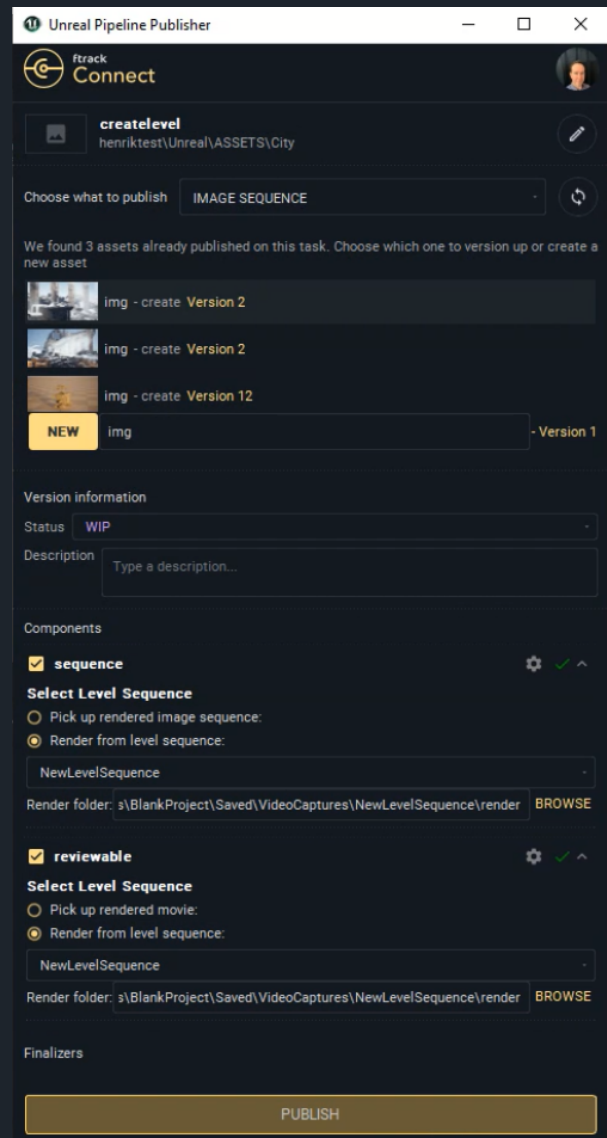 Unreal Pipeline Publisher
ftrack
Connect
createlevel
henriktest\Unreal\ASSETS\City
Choose what to publish IMAGE SEQUENCE
We found 3 assets already published on this task. Choose which one to version up or create a
new asset
img - create Version 2
img - create Version 2
img - create Version 12
NEW img - Version 1
Version information
Status WIP
Description Type a description...
Components
sequence
Select Level Sequence
Pick up rendered image sequence:
Render from level sequence:
NewLevelSequence
Render folder: s\BlankProject\Saved\VideoCaptures\NewLevelSequence\render BROWSE
reviewable
Select Level Sequence
Pick up rendered movie:
Render from level sequence:
NewLevelSequence
Render folder: s\BlankProject\Saved\VideoCaptures\NewLevelSequence\render BROWSE
Finalizers
PUBLISH